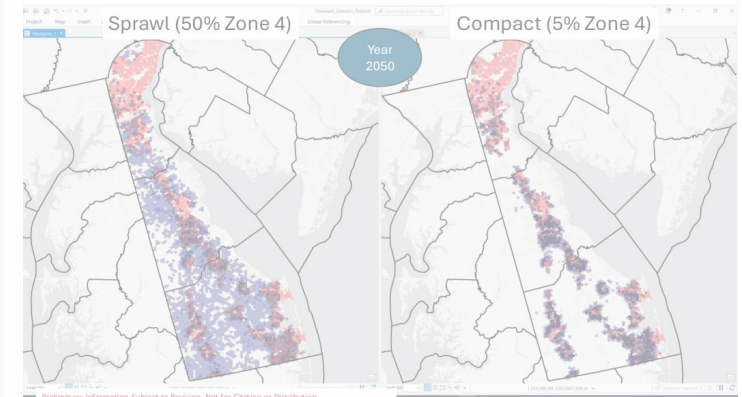 Project Map Insert
Linear Referencing
Sprawl (50% Zone 4)
Compact (5% Zone 4)
Year
2050
Preliminary Information Subject to Revision. Not for Citation or Distribution